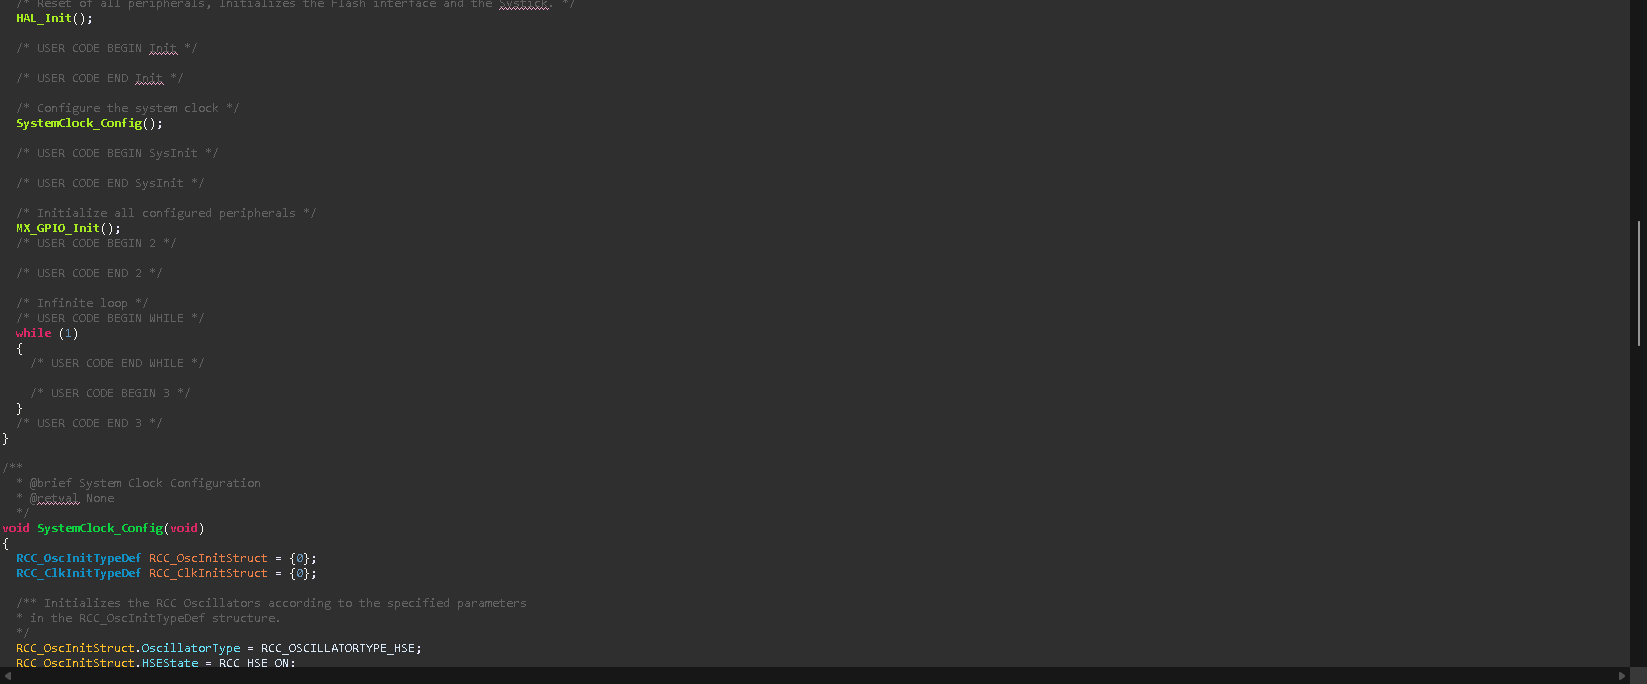 /* Reset of all peripherals, Initializes the Flash interface and the Systick. */
HAL_Init();
/* USER CODE BEGIN Init */
/* USER CODE END Init */
/* Configure the system clock */
SystemClock_Config();
/* USER CODE BEGIN SysInit */
/* USER CODE END SysInit */
/* Initialize all configured peripherals */
MX_GPIO_Init();
/* USER CODE BEGIN 2 */
/* USER CODE END 2 */
/* Infinite loop */
/* USER CODE BEGIN WHILE */
while (1)
{
/* USER CODE END WHILE */
/* USER CODE BEGIN 3 */
}
/* USER CODE END 3 */
}
/**
* @brief System Clock Configuration
* @retval None
*/
void SystemClock_Config(void)
{
RCC_OscInitTypeDef RCC_OscInitStruct = {0};
RCC_ClkInitTypeDef RCC_ClkInitStruct = {0};
/** Initializes the RCC Oscillators according to the specified parameters
* in the RCC_OscInitTypeDef structure.
*/
RCC_OscInitStruct.OscillatorType = RCC_OSCILLATORTYPE_HSE;
RCC_OscInitStruct.HSEState = RCC_HSE_ON;